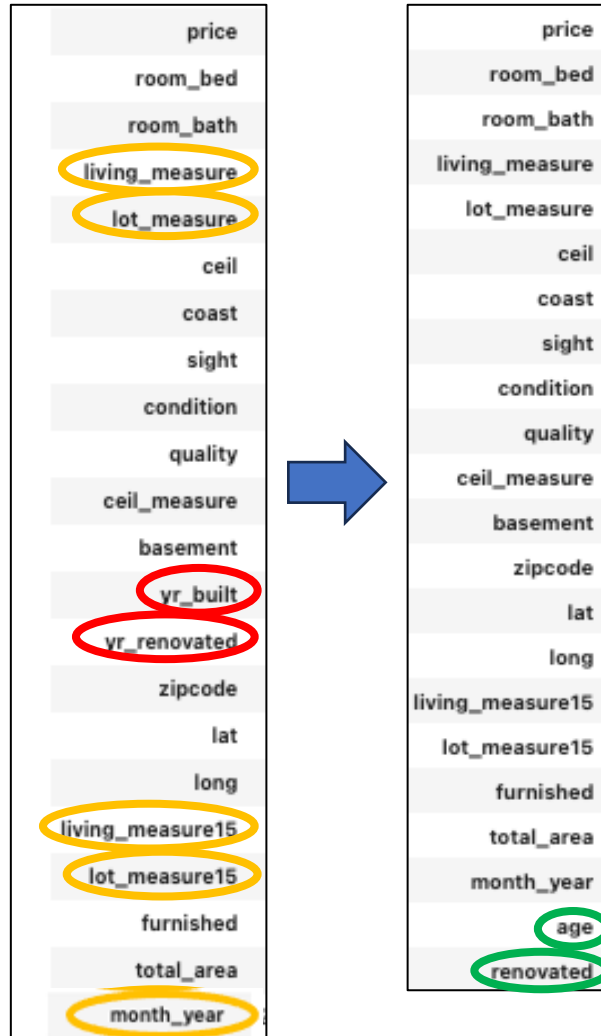 price
room_bed
room_bath
living_measure
lot_measure
ceil
coast
sight
condition
quality
ceil_measure
basement
yr_built
yr_renovated
zipcode
lat
long
living_measure15
lot_measure15
furnished
total_area
month_year
price
room_bed
room_bath
living_measure
lot_measure
ceil
coast
sight
condition
quality
ceil_measure
basement
zipcode
lat
long
living_measure15
lot_measure15
furnished
total_area
month_year
age
renovated